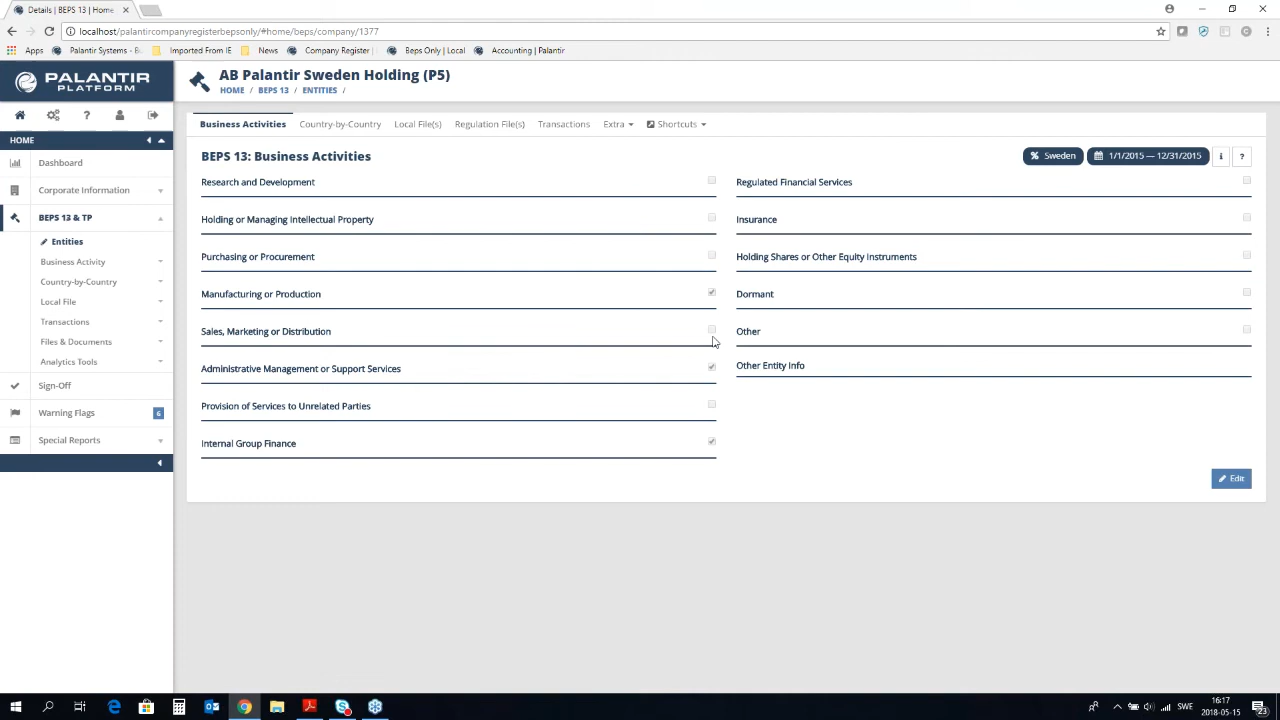 Details | BEPS 13 | Home
localhost/palantircompanyregisterbepsonly/#home/beps/company/1377
Apps Palantir Systems - B Imported From IE News Company Register Beps Only | Local Accounting | Palantir
PALANTIR
PLATFORM
AB Palantir Sweden Holding (P5)
HOME / BEPS 13 / ENTITIES /
HOME
Dashboard
Corporate Information
BEPS 13 & TP
Entities
Business Activity
Country-by-Country
Local File
Transactions
Files & Documents
Analytics Tools
Sign-Off
Warning Flags 6
Special Reports
Business Activities Country-by-Country Local File(s) Regulation File(s) Transactions Extra Shortcuts
BEPS 13: Business Activities
Sweden 1/1/2015 — 12/31/2015 i ?
Research and Development
Holding or Managing Intellectual Property
Purchasing or Procurement
Manufacturing or Production
Sales, Marketing or Distribution
Administrative Management or Support Services
Provision of Services to Unrelated Parties
Internal Group Finance
Regulated Financial Services
Insurance
Holding Shares or Other Equity Instruments
Dormant
Other
Other Entity Info
Edit
SWE
16:17
2018-05-15
23